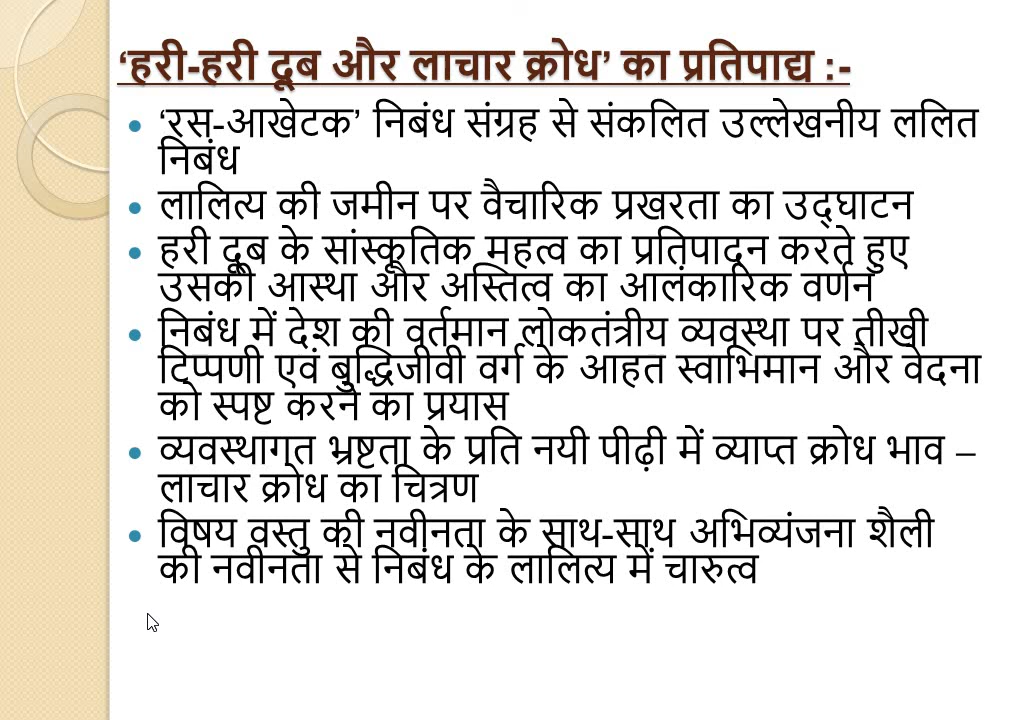 ‘हरी-हरी दूब और लाचार क्रोध’ का प्रतिपाद्य :-
• ‘रस-आखेटक’ निबंध संग्रह से संकलित उल्लेखनीय ललित
निबंध
• लालित्य की जमीन पर वैचारिक प्रखरता का उद्घाटन
• हरी दूब के सांस्कृतिक महत्व का प्रतिपादन करते हुए
उसकी आस्था और अस्तित्व का आलंकारिक वर्णन
• निबंध में देश की वर्तमान लोकतंत्रीय व्यवस्था पर तीखी
टिप्पणी एवं बुद्धिजीवी वर्ग के आहत स्वाभिमान और वेदना
को स्पष्ट करने का प्रयास
• व्यवस्थागत भ्रष्टता के प्रति नयी पीढ़ी में व्याप्त क्रोध भाव –
लाचार क्रोध का चित्रण
• विषय वस्तु की नवीनता के साथ-साथ अभिव्यंजना शैली
की नवीनता से निबंध के लालित्य में चारुत्व